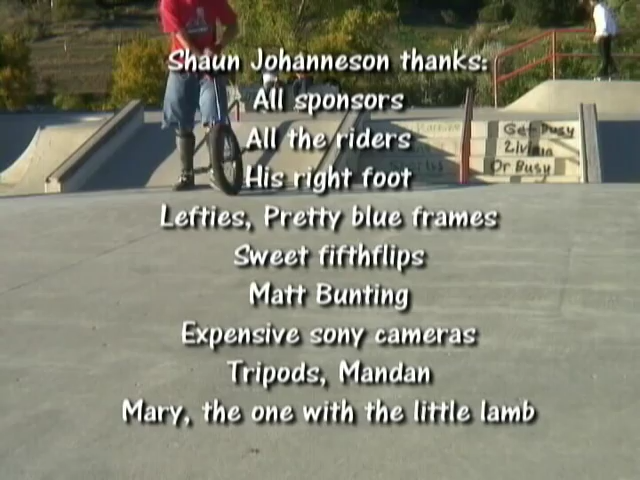 Shaun Johanneson thanks:
All sponsors
All the riders
His right foot
Lefties, Pretty blue frames
Sweet fifthflips
Matt Bunting
Expensive sony cameras
Tripods, Mandan
Mary, the one with the little lamb
Get Busy
Livin
Or Busy